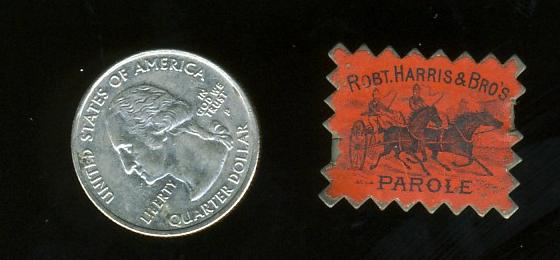 UNITED STATES OF AMERICA
IN
GOD WE
TRUST
P
LIBERTY
QUARTER DOLLAR
ROBT. HARRIS & BRO'S
PAROLE